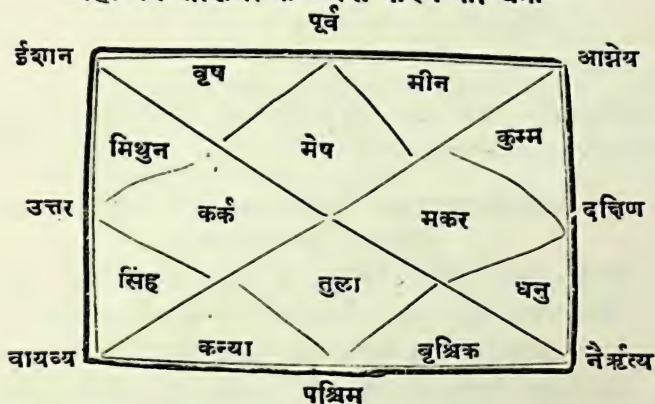 पूर्व
ईशान आग्नेय
वृष मीन
मिथुन मेष कुम्भ
उत्तर कर्क मकर दक्षिण
सिंह तुला धनु
वायव्य कन्या वृश्चिक नैर्ऋत्य
पश्चिम